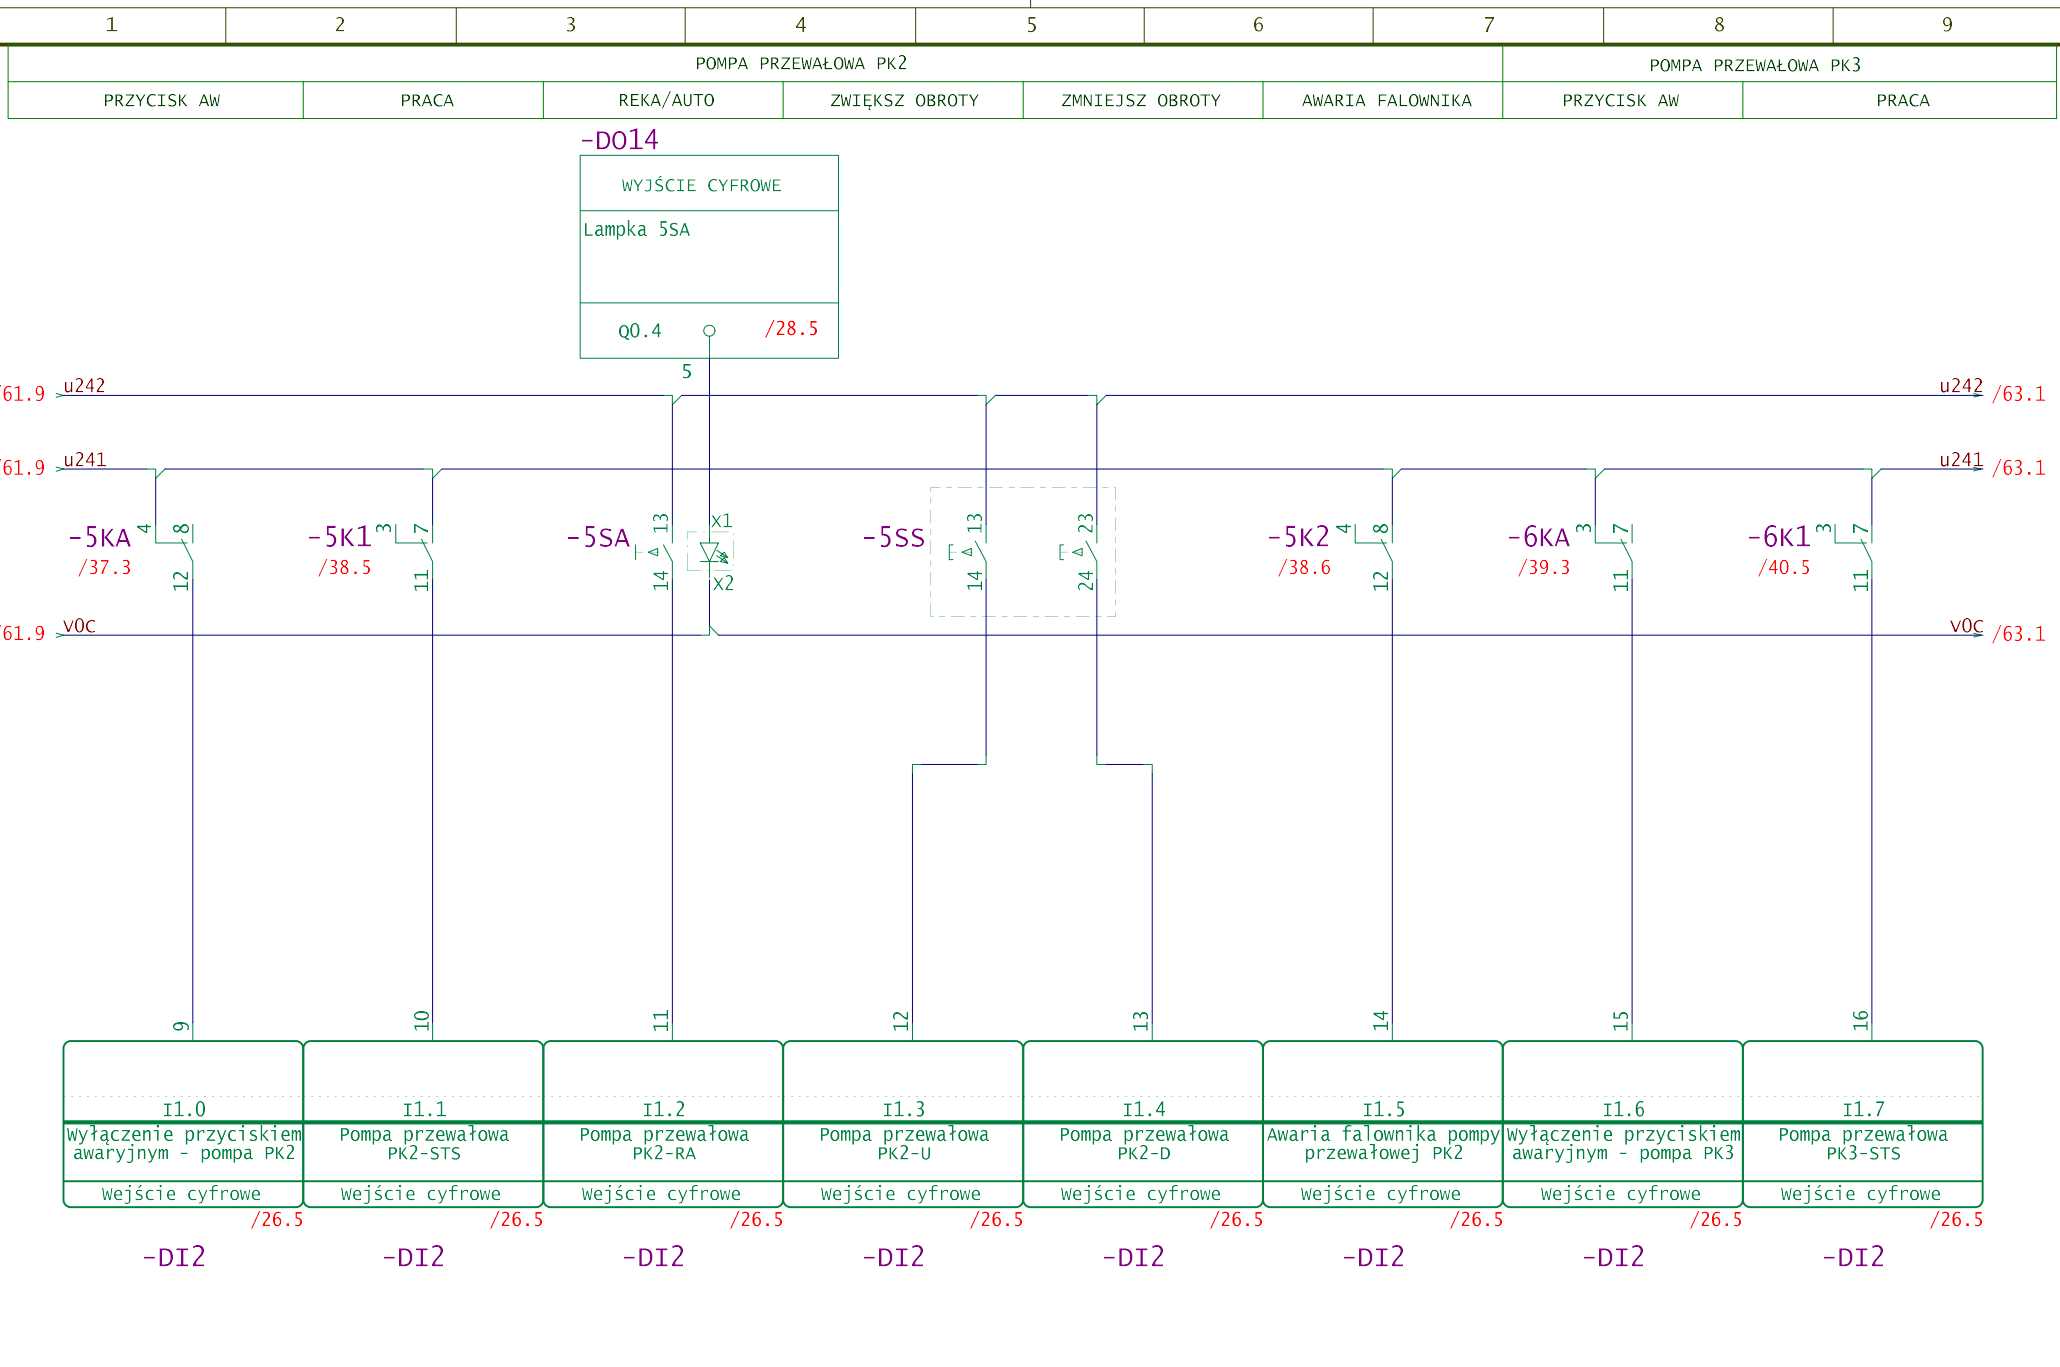 1 2 3 4 5 6 7 8 9
POMPA PRZEWAŁOWA PK2 POMPA PRZEWAŁOWA PK3
PRZYCISK AW PRACA REKA/AUTO ZWIĘKSZ OBROTY ZMNIEJSZ OBROTY AWARIA FALOWNIKA PRZYCISK AW PRACA
-DO14
WYJŚCIE CYFROWE
Lampka 5SA
Q0.4 /28.5
5
/61.9 u242 u242 /63.1
/61.9 u241 u241 /63.1
-5KA 4 8 12 /37.3
-5K1 3 7 11 /38.5
-5SA 13 14 X1 X2
-5SS 13 14 23 24
-5K2 4 8 12 /38.6
-6KA 3 7 11 /39.3
-6K1 3 7 11 /40.5
/61.9 v0c v0c /63.1
9 10 11 12 13 14 15 16
I1.0 I1.1 I1.2 I1.3 I1.4 I1.5 I1.6 I1.7
Wyłączenie przyciskiem
awaryjnym - pompa PK2
Pompa przewałowa
PK2-STS
Pompa przewałowa
PK2-RA
Pompa przewałowa
PK2-U
Pompa przewałowa
PK2-D
Awaria falownika pompy
przewałowej PK2
Wyłączenie przyciskiem
awaryjnym - pompa PK3
Pompa przewałowa
PK3-STS
Wejście cyfrowe Wejście cyfrowe Wejście cyfrowe Wejście cyfrowe Wejście cyfrowe Wejście cyfrowe Wejście cyfrowe Wejście cyfrowe
/26.5 /26.5 /26.5 /26.5 /26.5 /26.5 /26.5 /26.5
-DI2 -DI2 -DI2 -DI2 -DI2 -DI2 -DI2 -DI2